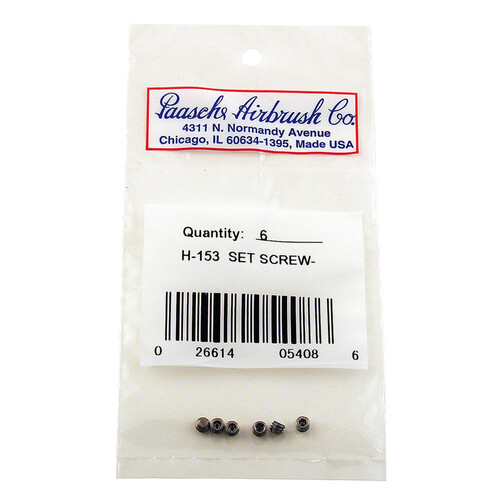 Paasche Airbrush Co.
4311 N. Normandy Avenue
Chicago, IL 60634-1395, Made USA
Quantity: 6
H-153 SET SCREW-
0 26614 05408 6